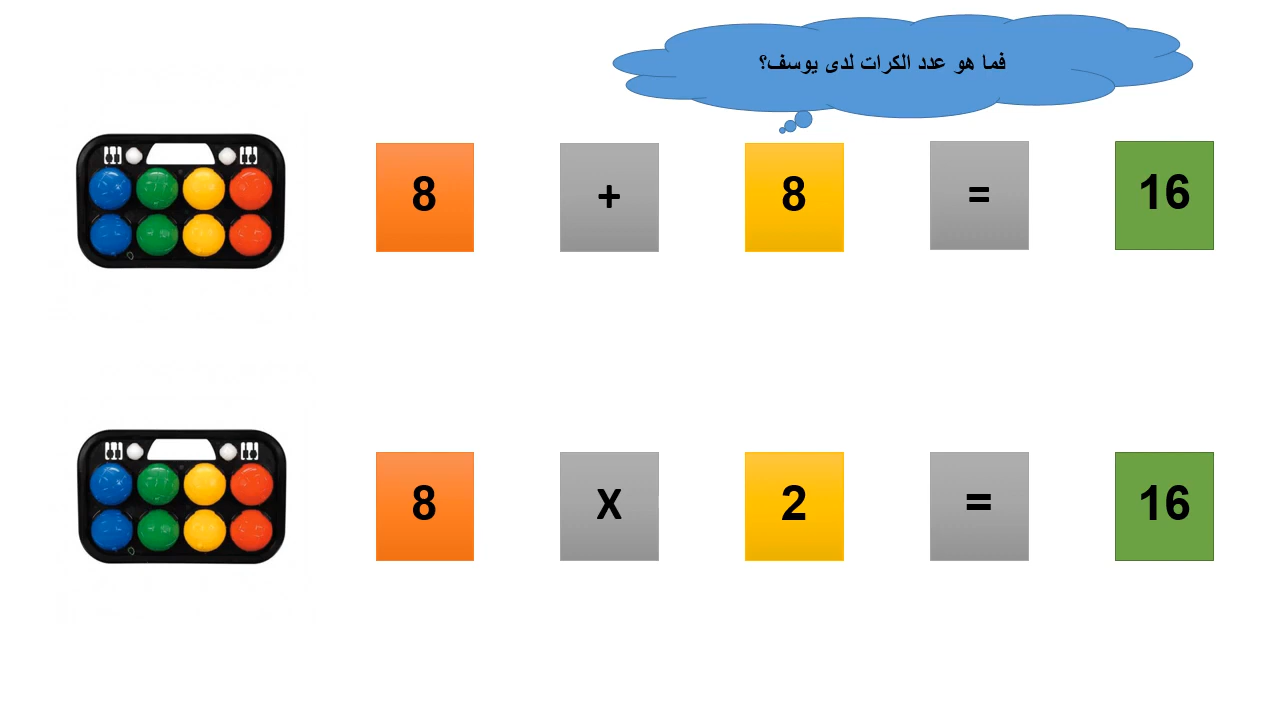 فما هو عدد الكرات لدى يوسف؟
8 + 8 = 16
8 X 2 = 16